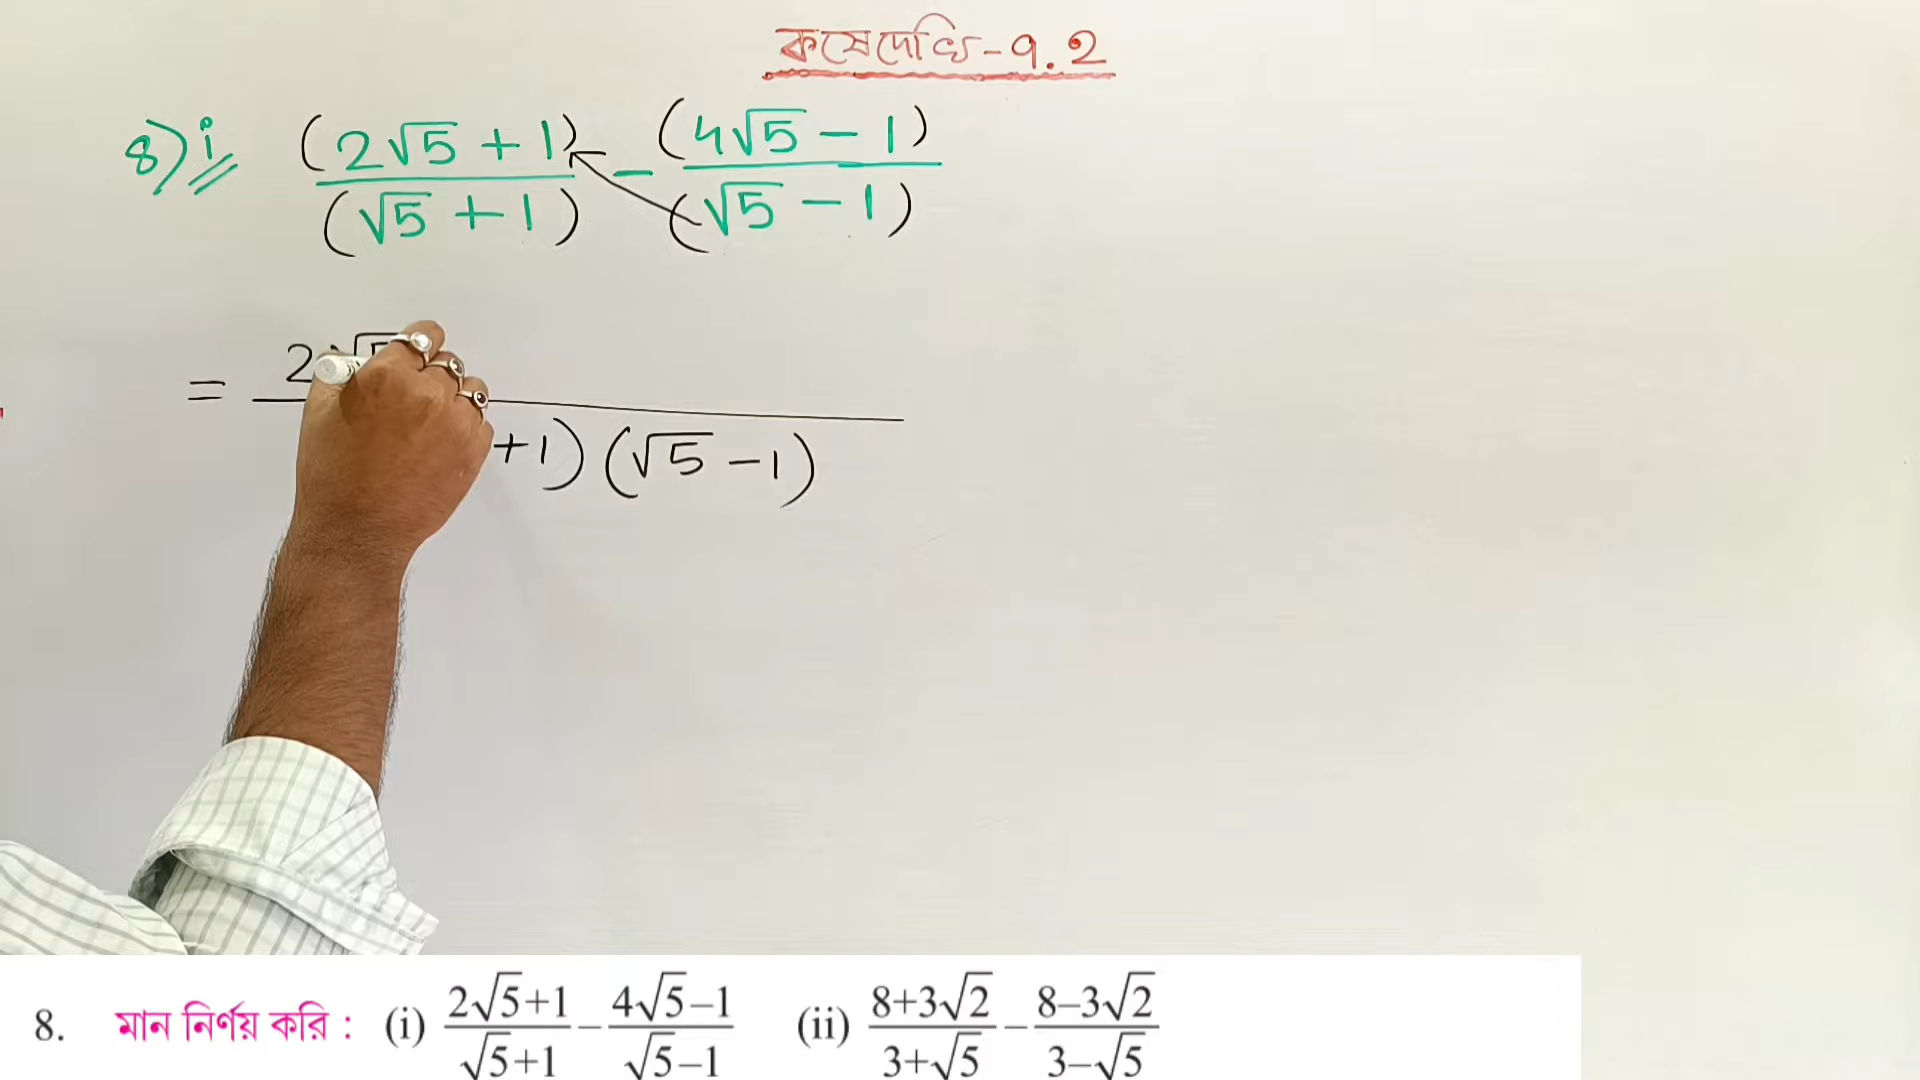 কষে দেখি - 9.2
8) i (2√5 + 1)/(√5 + 1) - (4√5 - 1)/(√5 - 1)
= 2√5
+1) (√5 - 1)
8. মান নির্ণয় করি : (i) (2√5+1)/(√5+1) – (4√5–1)/(√5–1) (ii) (8+3√2)/(3+√5) – (8–3√2)/(3–√5)